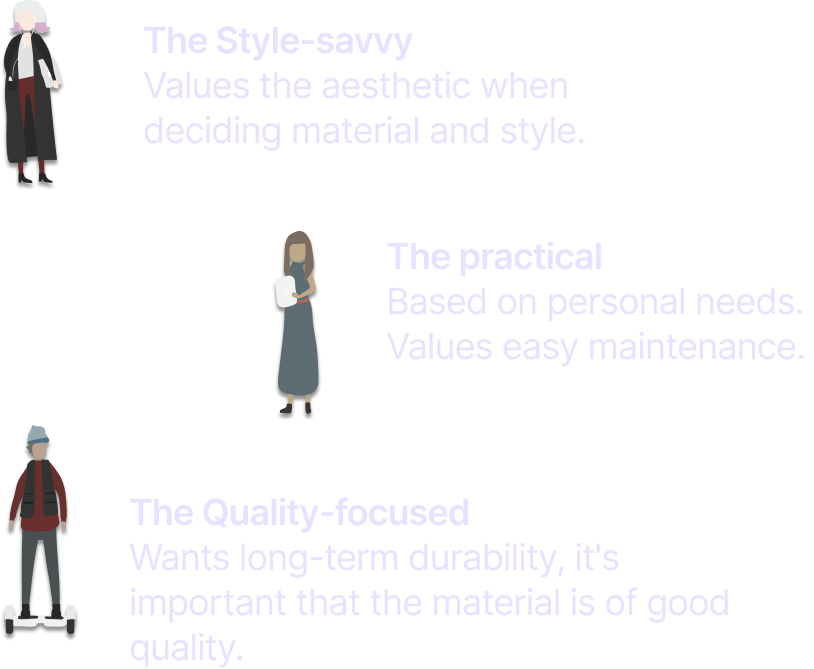 The Style-savvy
Values the aesthetic when
deciding material and style.
The practical
Based on personal needs.
Values easy maintenance.
The Quality-focused
Wants long-term durability, it's
important that the material is of good
quality.